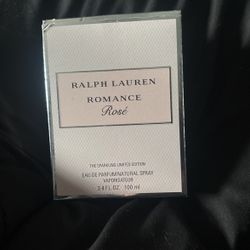 RALPH LAUREN
ROMANCE
Rosé
THE SPARKLING LIMITED EDITION
EAU DE PARFUM/NATURAL SPRAY
VAPORISATEUR
3.4 FL. OZ. 100 ml